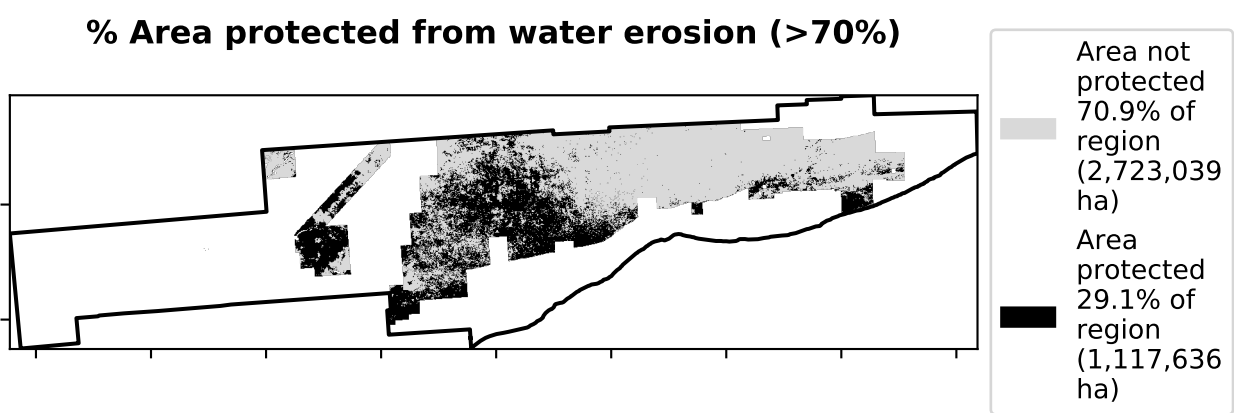 % Area protected from water erosion (>70%)
Area not
protected
70.9% of
region
(2,723,039
ha)
Area
protected
29.1% of
region
(1,117,636
ha)